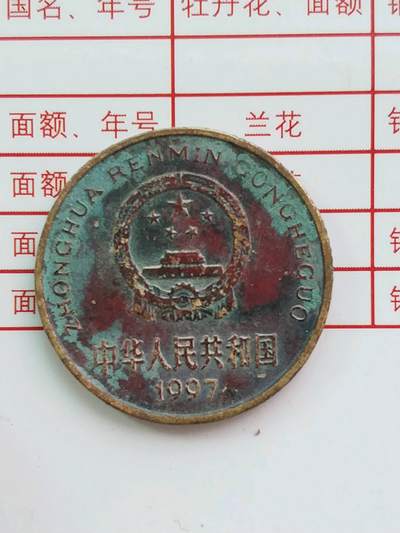 国名、年号 牡丹花、面额
面额、年号 兰花
面
面
面
ZHONGHUA RENMIN GONGHEGUO
中华人民共和国
1997